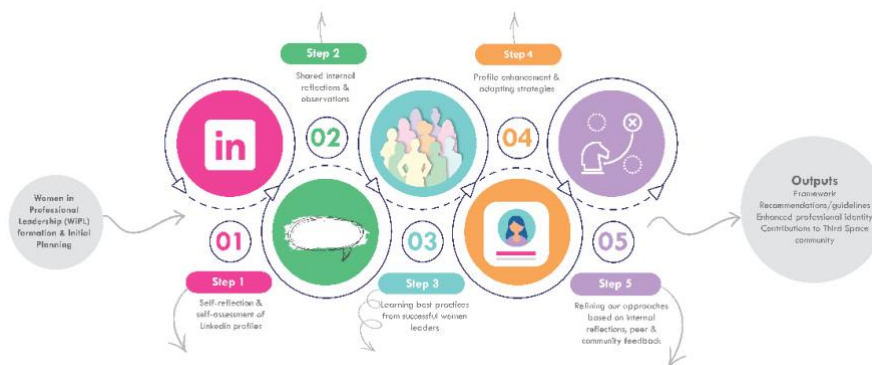 Women in
Professional
Leadership (WiPL)
formation & Initial
Planning
in
01
Step 1
Self-reflection &
self-assessment of
LinkedIn profiles
Step 2
Shared internal
reflections &
observations
02
03
Step 3
Learning best practices
from successful women
leaders
Step 4
Profile enhancement &
adapting strategies
04
05
Step 5
Refining our approaches
based on internal
reflections, peer &
community feedback
Outputs
Framework
Recommendations/guidelines
Enhanced professional identity
Contributions to Third Space
community